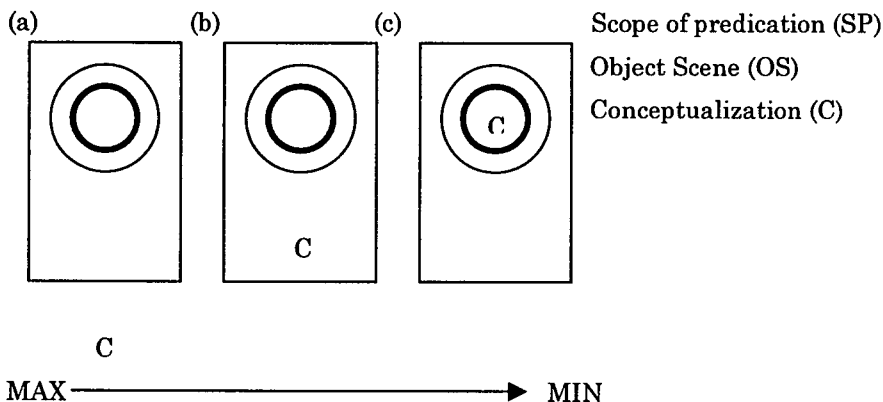 (a) (b) (c) Scope of predication (SP)
Object Scene (OS)
Conceptualization (C)
C
C
C
MAX MIN